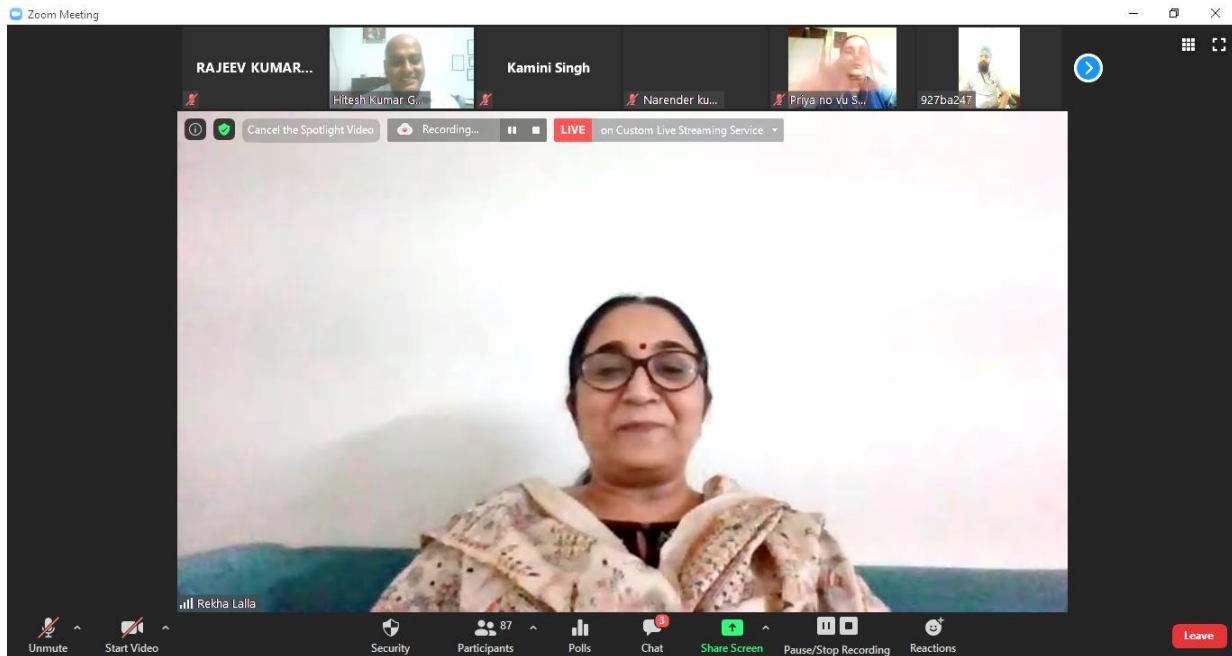 Zoom Meeting
RAJEEV KUMAR...
Hitesh Kumar G...
Kamini Singh
Narender ku...
Priya no vu S...
927ba247
Cancel the Spotlight Video
Recording...
LIVE on Custom Live Streaming Service
Rekha Lalla
Unmute
Start Video
Security
87
Participants
Polls
3
Chat
Share Screen
Pause/Stop Recording
Reactions
Leave